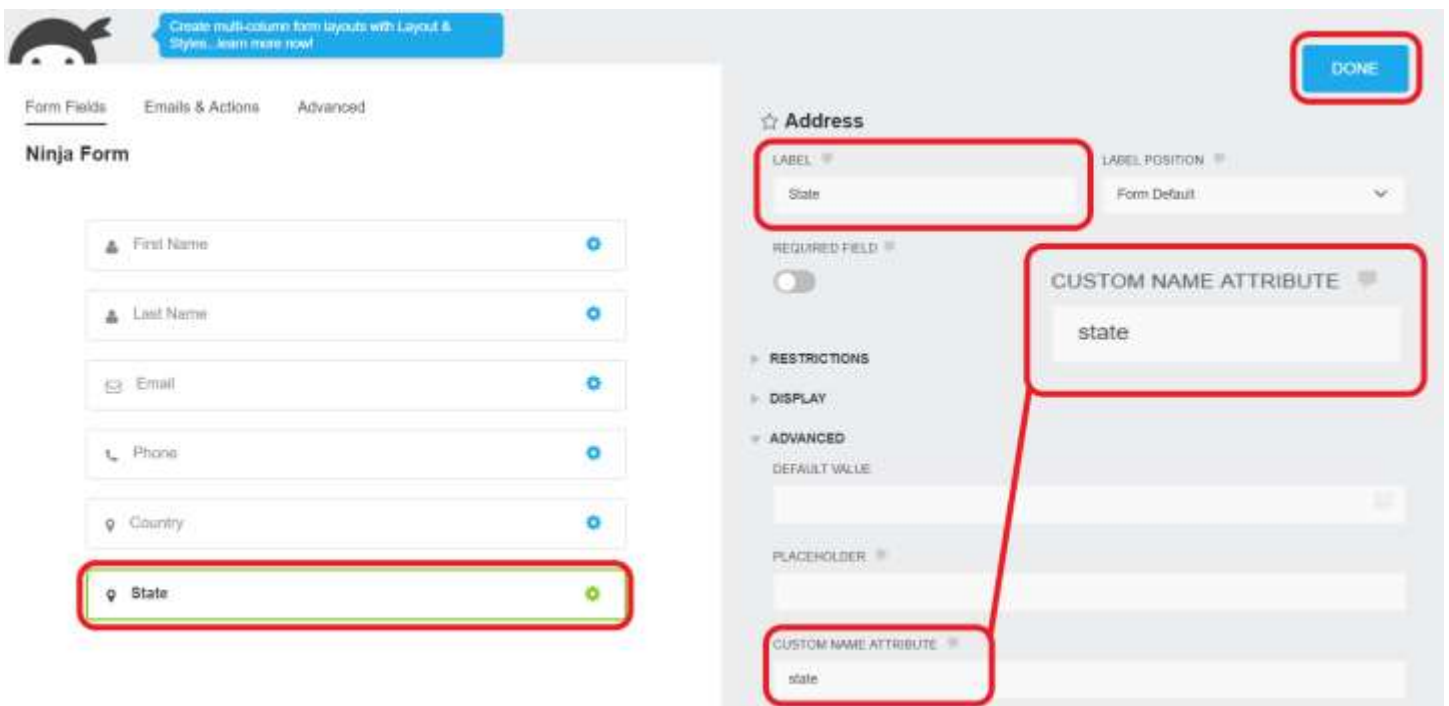 Create multi-column form layouts with Layout &
Styles...learn more now!
DONE
Form Fields Emails & Actions Advanced
Ninja Form
First Name
Last Name
Email
Phone
Country
State
Address
LABEL
LABEL POSITION
State
Form Default
REQUIRED FIELD
CUSTOM NAME ATTRIBUTE
state
RESTRICTIONS
DISPLAY
ADVANCED
DEFAULT VALUE
PLACEHOLDER
CUSTOM NAME ATTRIBUTE
state